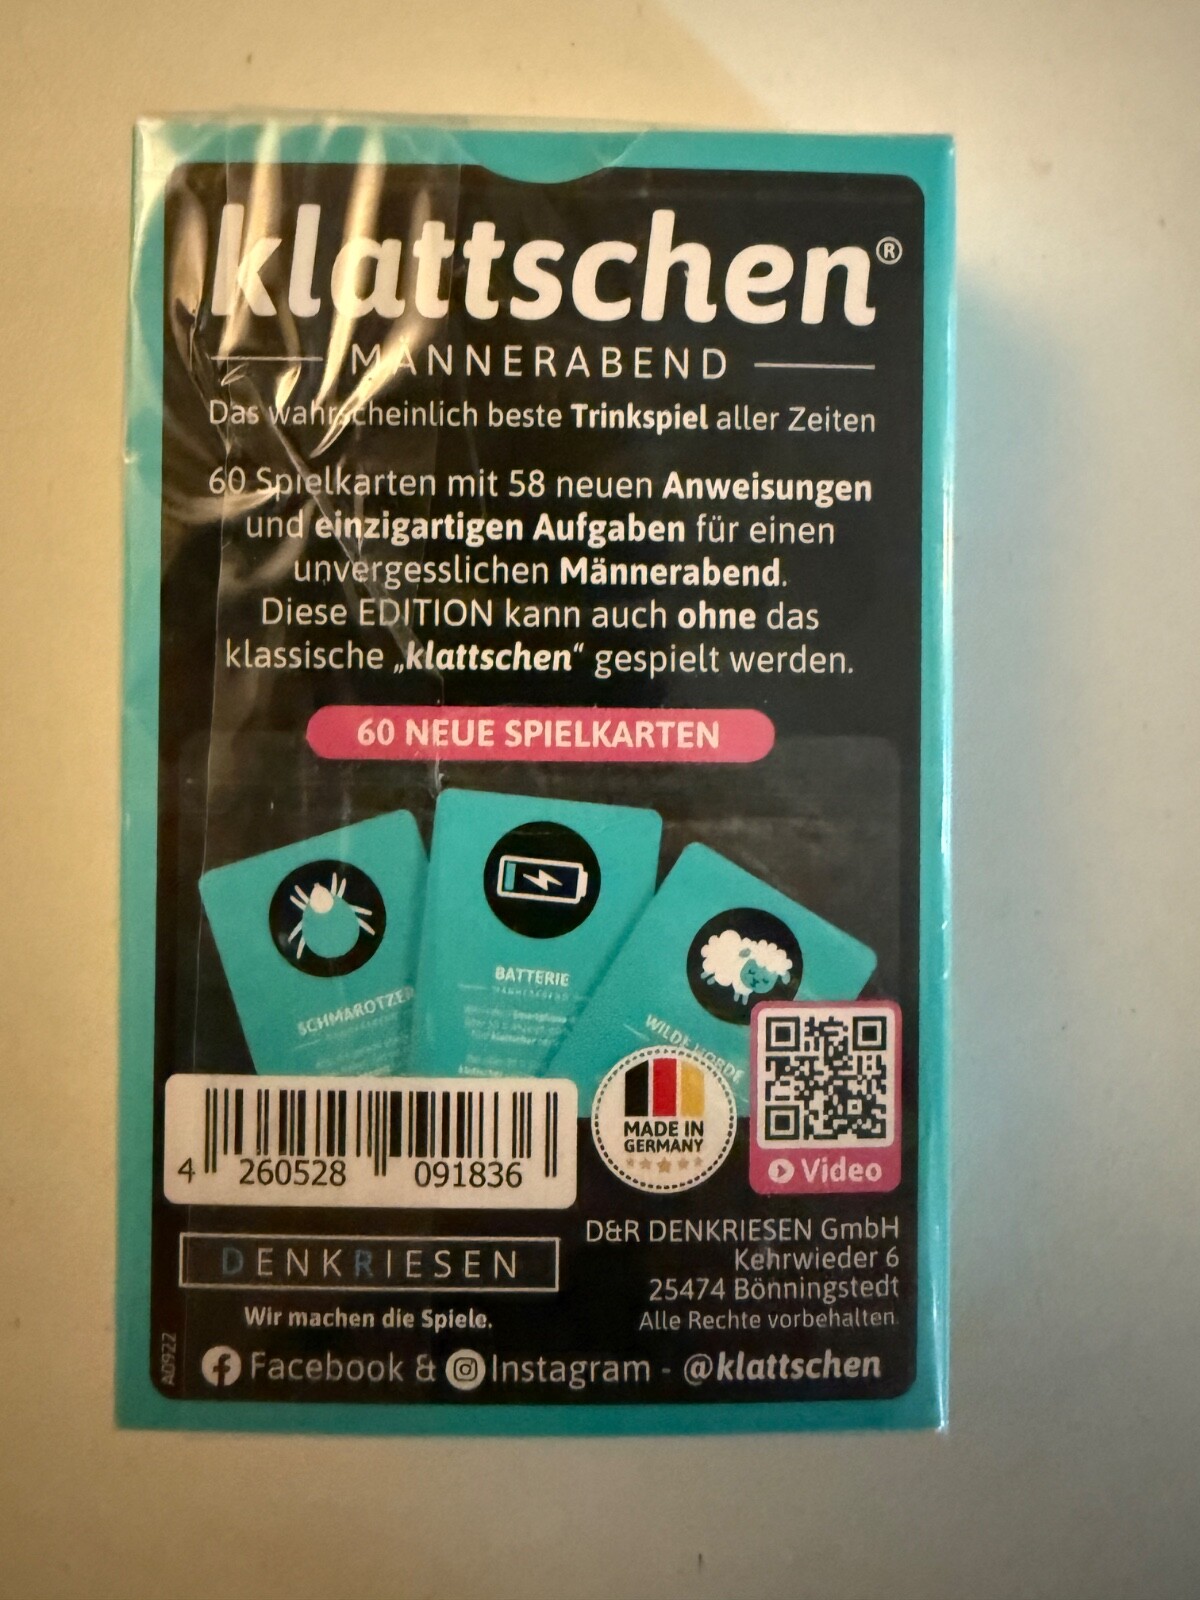 klattschen®
MÄNNERABEND
Das wahrscheinlich beste Trinkspiel aller Zeiten
60 Spielkarten mit 58 neuen Anweisungen
und einzigartigen Aufgaben für einen
unvergesslichen Männerabend.
Diese EDITION kann auch ohne das
klassische „klattschen“ gespielt werden.
60 NEUE SPIELKARTEN
SCHMAROTZER
BATTERIE
MÄNNERABEND
WILDE HORDE
MADE IN
GERMANY
Video
4 260528 091836
DENKRIESEN
Wir machen die Spiele.
D&R DENKRIESEN GmbH
Kehrwieder 6
25474 Bönningstedt
Alle Rechte vorbehalten.
A0922
Facebook & Instagram - @klattschen